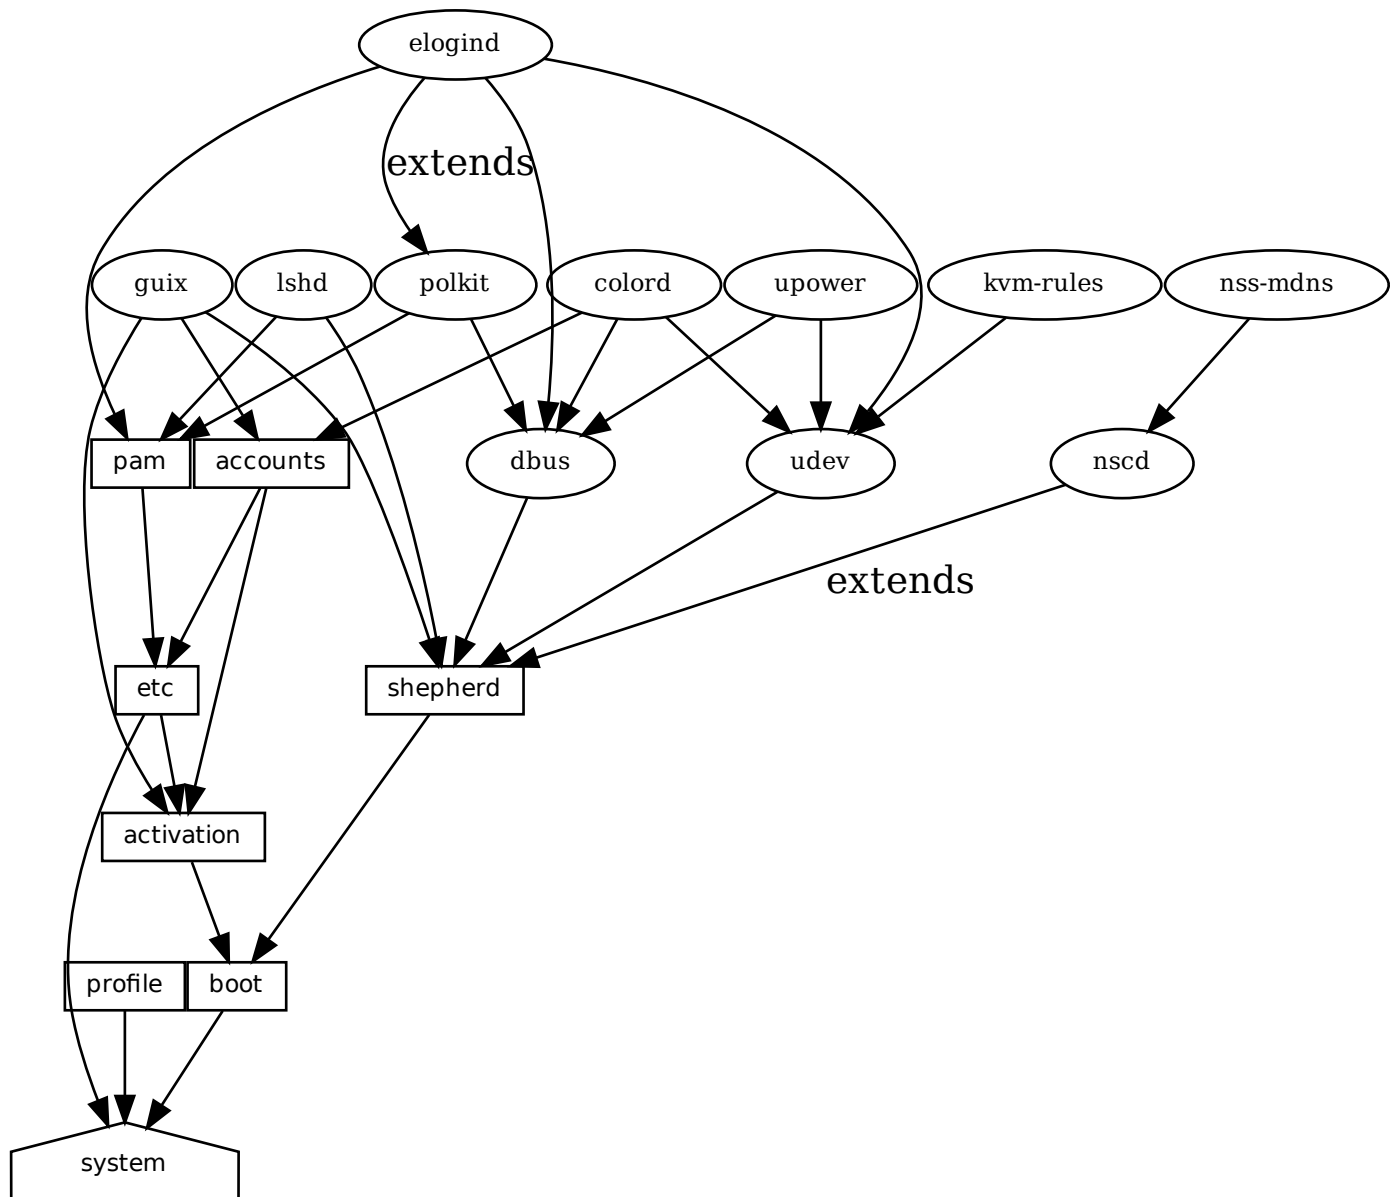 elogind
extends
guix
lshd
polkit
colord
upower
kvm-rules
nss-mdns
pam
accounts
dbus
udev
nscd
extends
etc
shepherd
activation
profile
boot
system